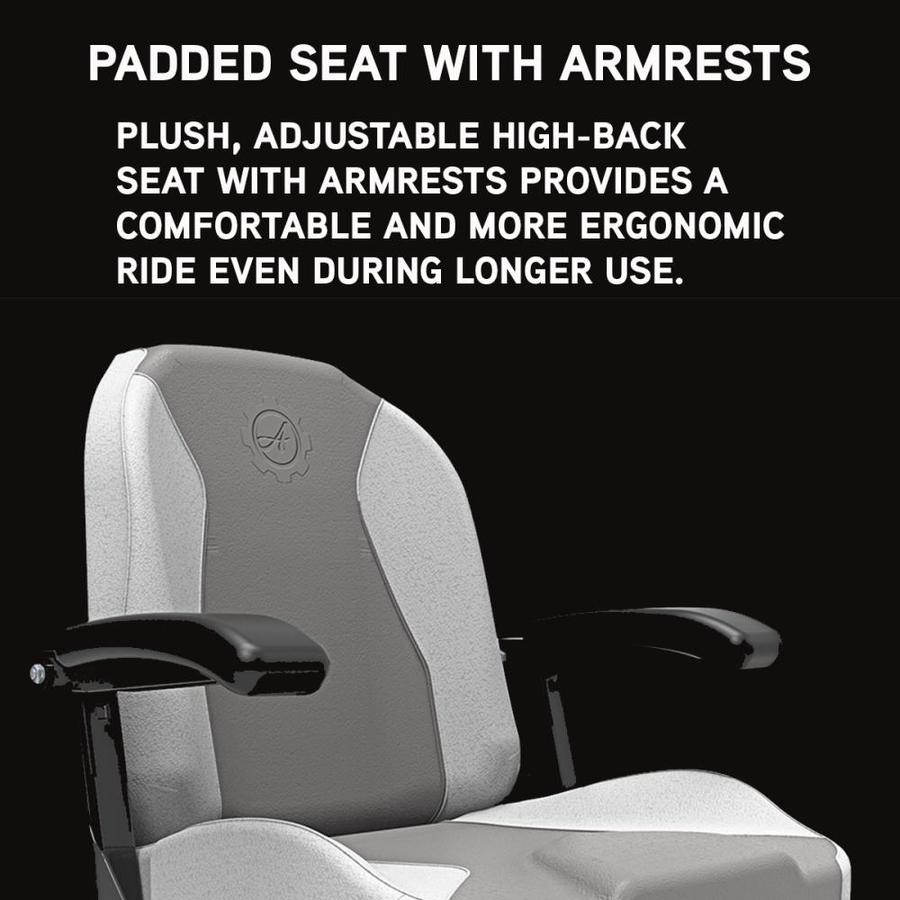 PADDED SEAT WITH ARMRESTS
PLUSH, ADJUSTABLE HIGH-BACK
SEAT WITH ARMRESTS PROVIDES A
COMFORTABLE AND MORE ERGONOMIC
RIDE EVEN DURING LONGER USE.
A